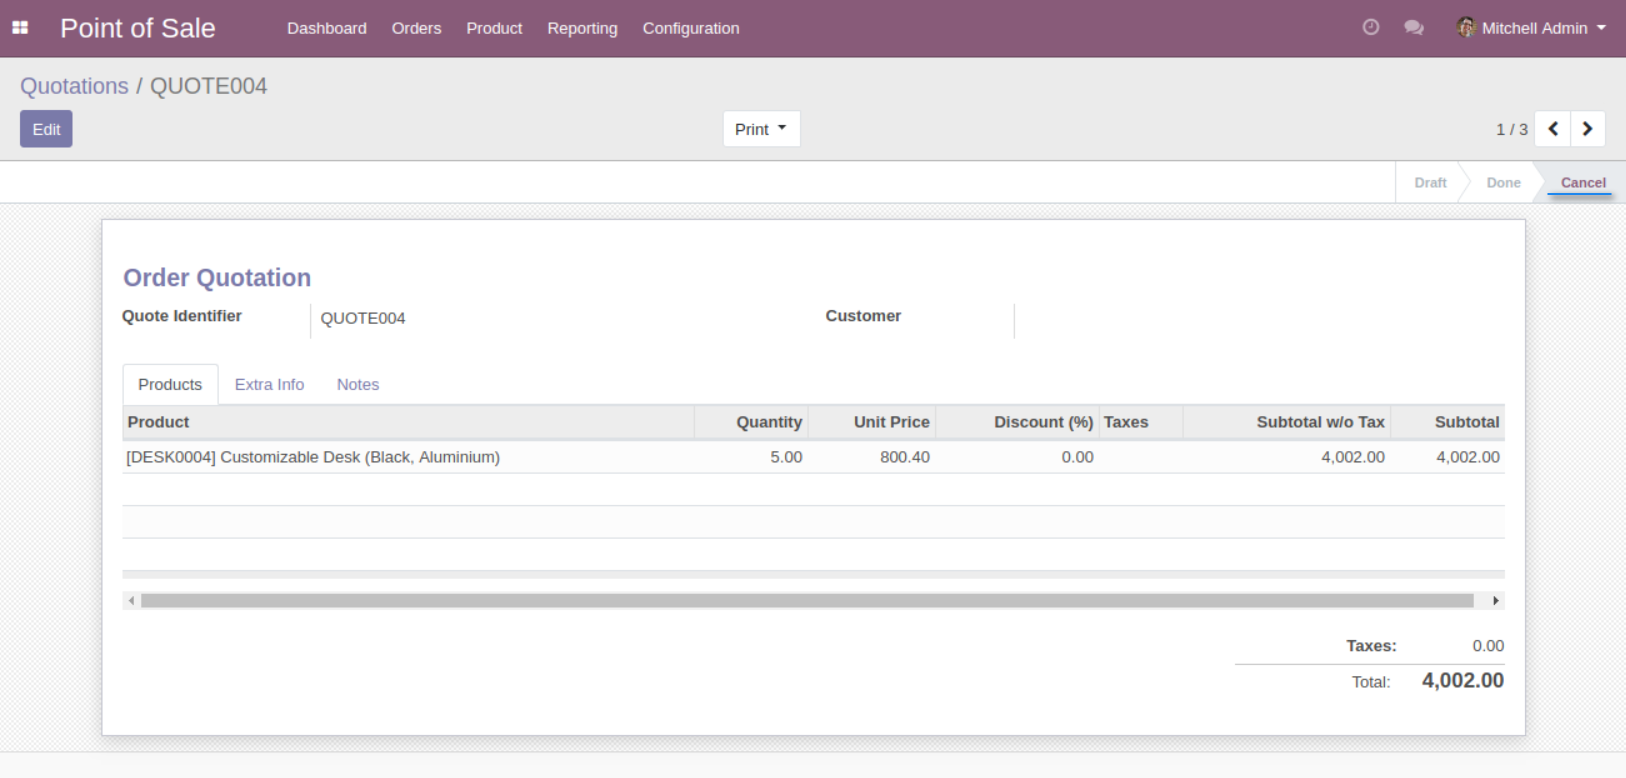 Point of Sale Dashboard Orders Product Reporting Configuration Mitchell Admin
Quotations / QUOTE004
Edit Print 1 / 3
Draft Done Cancel
Order Quotation
Quote Identifier QUOTE004 Customer
Products Extra Info Notes
Product Quantity Unit Price Discount (%) Taxes Subtotal w/o Tax Subtotal
[DESK0004] Customizable Desk (Black, Aluminium) 5.00 800.40 0.00 4,002.00 4,002.00
Taxes: 0.00
Total: 4,002.00